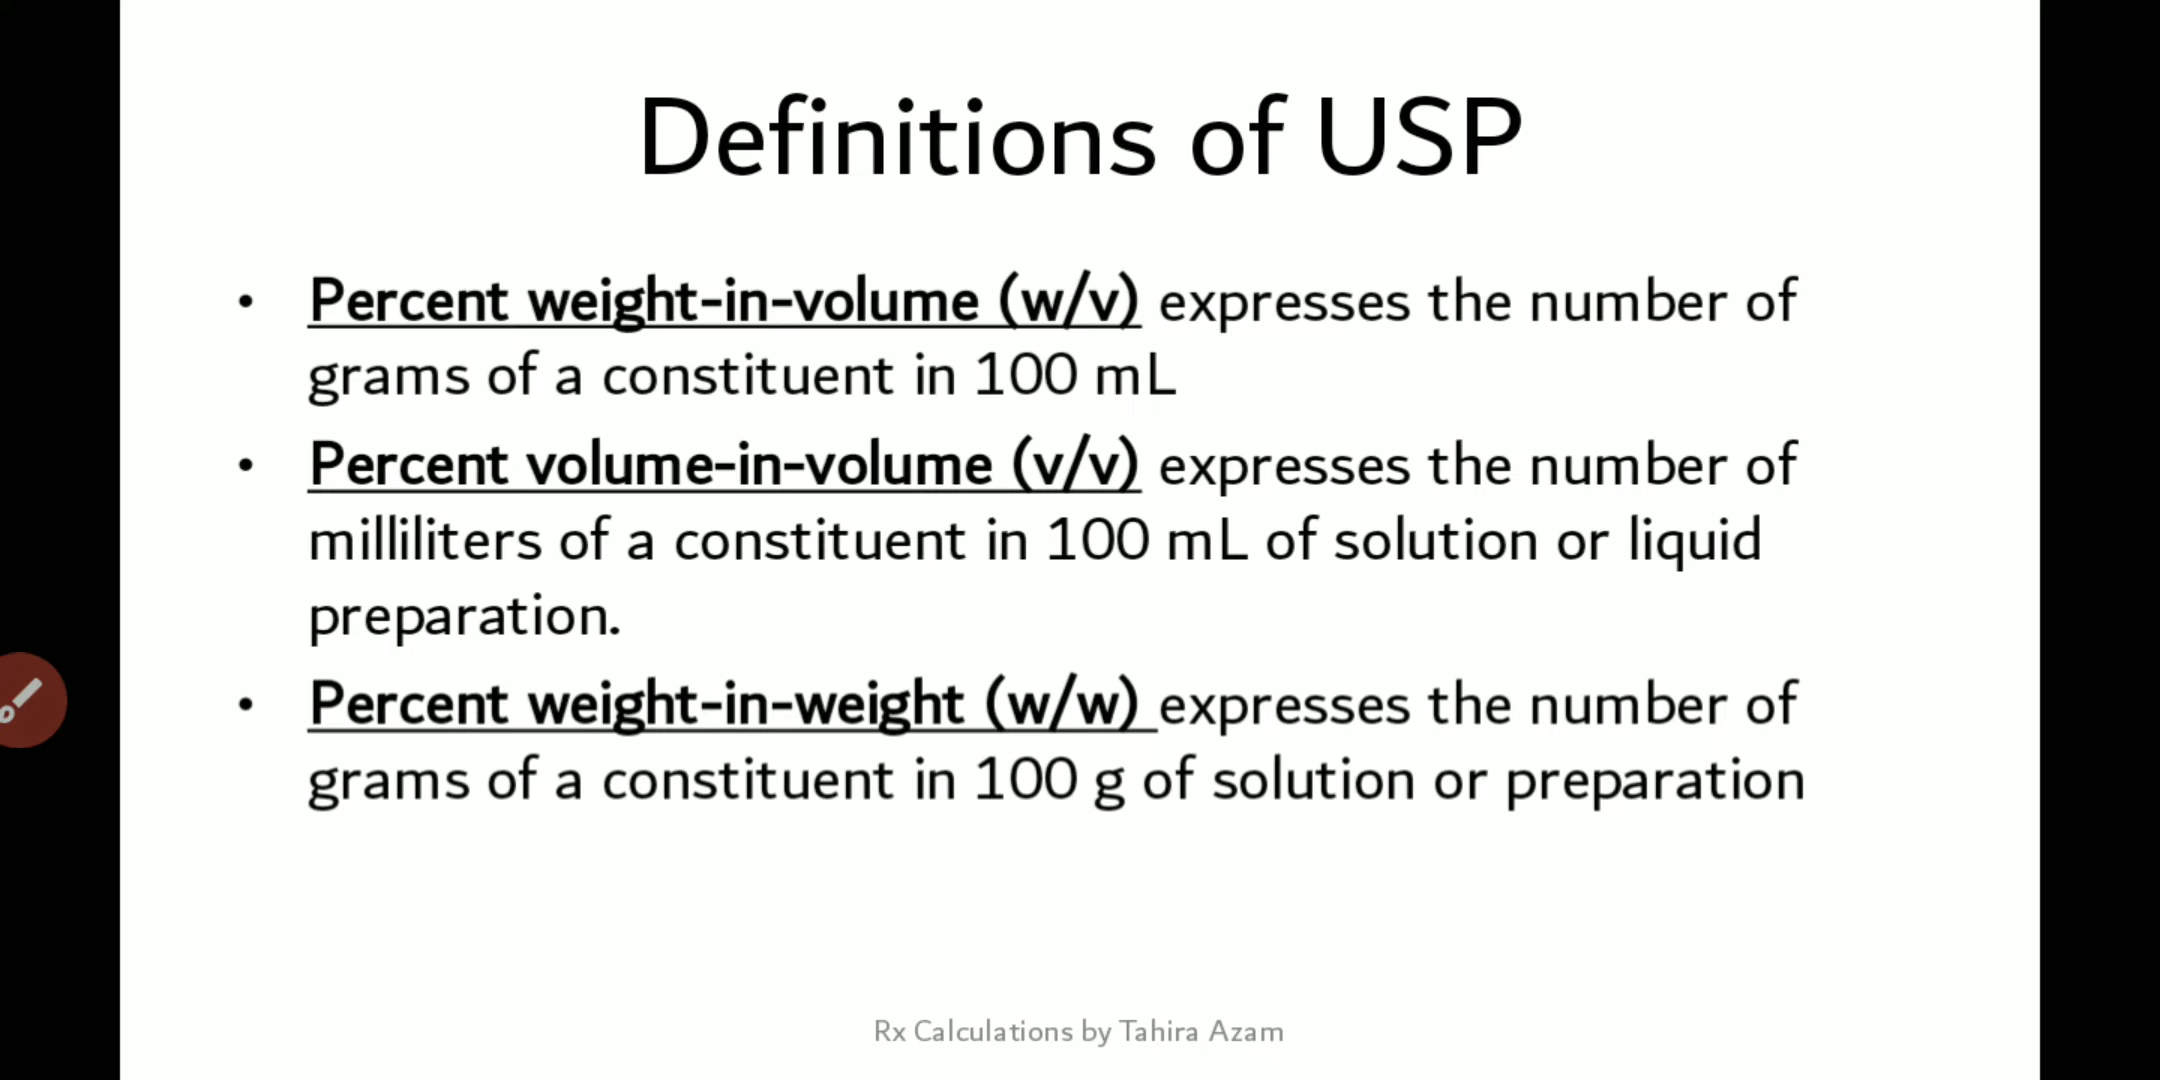 Definitions of USP
• Percent weight-in-volume (w/v) expresses the number of
grams of a constituent in 100 mL
• Percent volume-in-volume (v/v) expresses the number of
milliliters of a constituent in 100 mL of solution or liquid
preparation.
• Percent weight-in-weight (w/w) expresses the number of
grams of a constituent in 100 g of solution or preparation
Rx Calculations by Tahira Azam